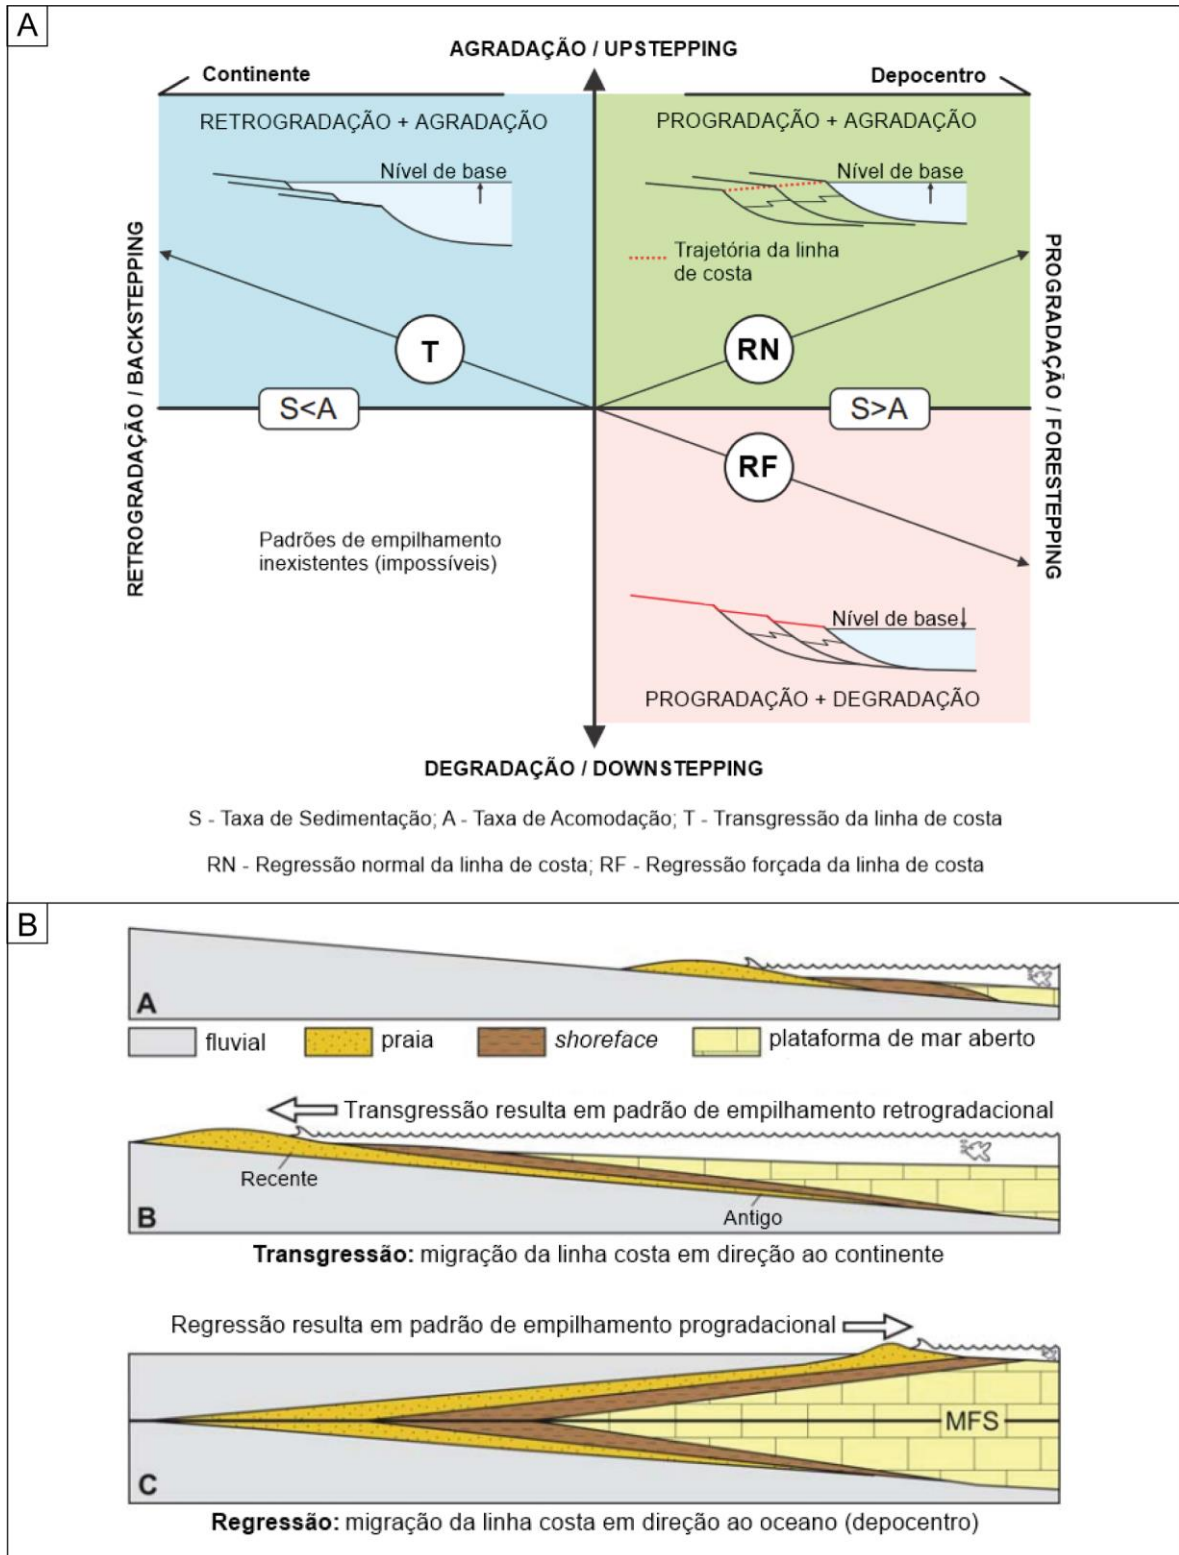 A
AGRADAÇÃO / UPSTEPPING
Continente
Depocentro
RETROGRADAÇÃO + AGRADAÇÃO
PROGRADAÇÃO + AGRADAÇÃO
Nível de base
Nível de base
Trajetória da linha
de costa
RETROGRADAÇÃO / BACKSTEPPING
PROGRADAÇÃO / FORESTEPPING
T
RN
S<A
S>A
RF
Padrões de empilhamento
inexistentes (impossíveis)
Nível de base
PROGRADAÇÃO + DEGRADAÇÃO
DEGRADAÇÃO / DOWNSTEPPING
S - Taxa de Sedimentação; A - Taxa de Acomodação; T - Transgressão da linha de costa
RN - Regressão normal da linha de costa; RF - Regressão forçada da linha de costa
B
A
fluvial
praia
shoreface
plataforma de mar aberto
Transgressão resulta em padrão de empilhamento retrogradacional
Recente
Antigo
B
Transgressão: migração da linha costa em direção ao continente
Regressão resulta em padrão de empilhamento progradacional
MFS
C
Regressão: migração da linha costa em direção ao oceano (depocentro)